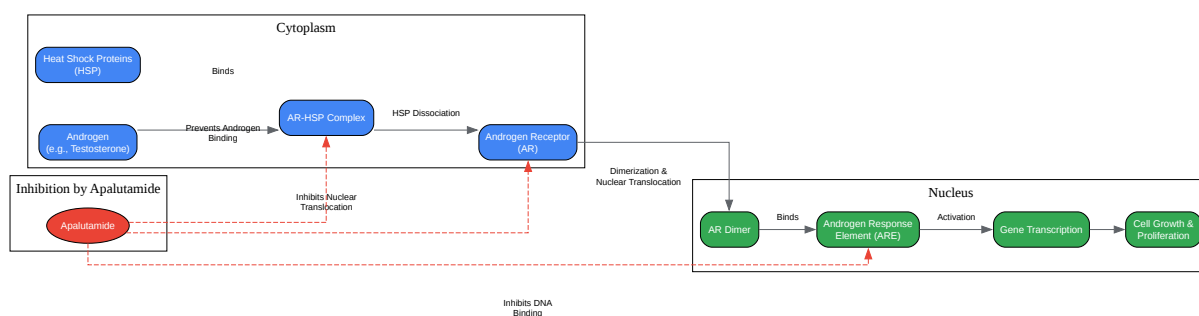 Cytoplasm
Heat Shock Proteins
(HSP)
Binds
AR-HSP Complex
HSP Dissociation
Androgen
(e.g., Testosterone)
Prevents Androgen
Binding
Androgen Receptor
(AR)
Dimerization &
Nuclear Translocation
Inhibition by Apalutamide
Apalutamide
Inhibits Nuclear
Translocation
Nucleus
AR Dimer
Binds
Androgen Response
Element (ARE)
Activation
Gene Transcription
Cell Growth &
Proliferation
Inhibits DNA
Binding